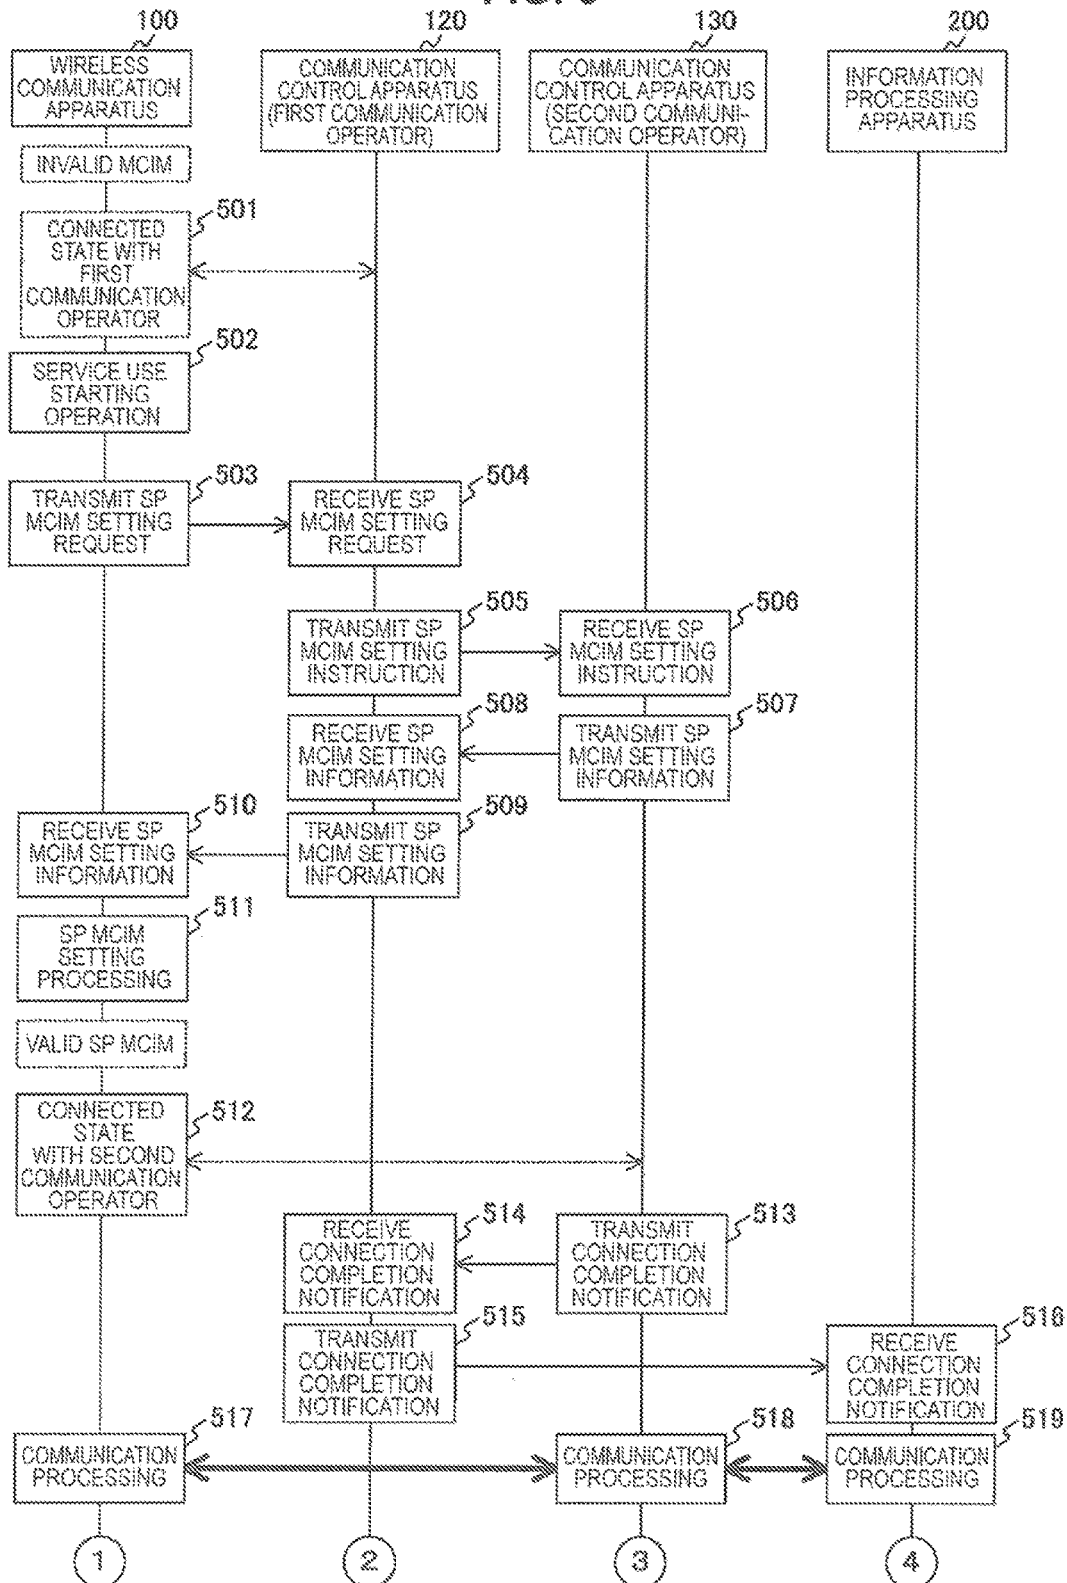 100
120
130
200
WIRELESS
COMMUNICATION
APPARATUS
COMMUNICATION
CONTROL APPARATUS
(FIRST COMMUNICATION
OPERATOR)
COMMUNICATION
CONTROL APPARATUS
(SECOND COMMUNI-
CATION OPERATOR)
INFORMATION
PROCESSING
APPARATUS
INVALID MCIM
501
CONNECTED
STATE WITH
FIRST
COMMUNICATION
OPERATOR
502
SERVICE USE
STARTING
OPERATION
503
TRANSMIT SP
MCIM SETTING
REQUEST
504
RECEIVE SP
MCIM SETTING
REQUEST
505
TRANSMIT SP
MCIM SETTING
INSTRUCTION
506
RECEIVE SP
MCIM SETTING
INSTRUCTION
508
RECEIVE SP
MCIM SETTING
INFORMATION
507
TRANSMIT SP
MCIM SETTING
INFORMATION
510
RECEIVE SP
MCIM SETTING
INFORMATION
509
TRANSMIT SP
MCIM SETTING
INFORMATION
511
SP MCIM
SETTING
PROCESSING
VALID SP MCIM
512
CONNECTED
STATE
WITH SECOND
COMMUNICATION
OPERATOR
514
RECEIVE
CONNECTION
COMPLETION
NOTIFICATION
513
TRANSMIT
CONNECTION
COMPLETION
NOTIFICATION
515
TRANSMIT
CONNECTION
COMPLETION
NOTIFICATION
516
RECEIVE
CONNECTION
COMPLETION
NOTIFICATION
517
COMMUNICATION
PROCESSING
518
COMMUNICATION
PROCESSING
519
COMMUNICATION
PROCESSING
1
2
3
4